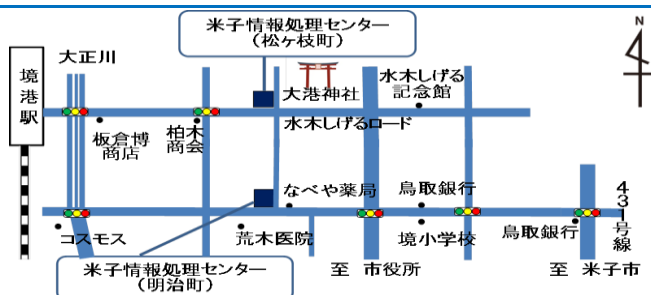 米子情報処理センター
（松ヶ枝町）
N
大正川
境港駅
大港神社
水木しげる
記念館
板倉博
商店
柏木
商会
水木しげるロード
なべや薬局
鳥取銀行
431号線
コスモス
荒木医院
境小学校
鳥取銀行
米子情報処理センター
（明治町）
至 市役所
至 米子市